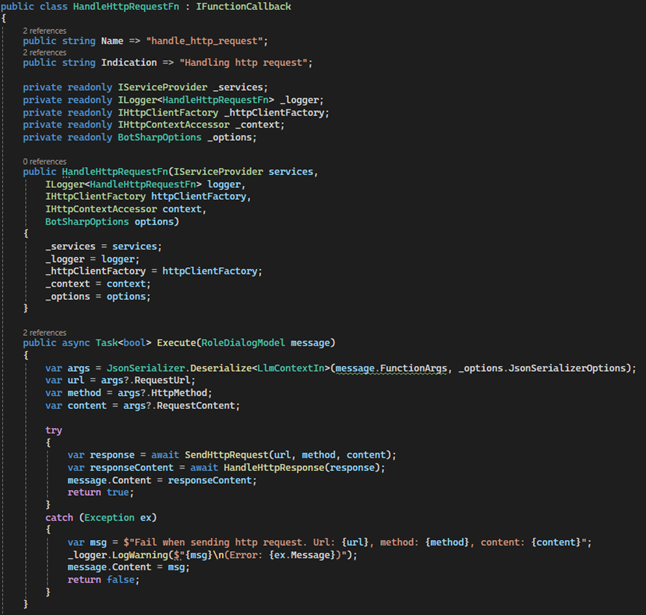 public class HandleHttpRequestFn : IFunctionCallback
{
2 references
public string Name => "handle_http_request";
2 references
public string Indication => "Handling http request";
private readonly IServiceProvider _services;
private readonly ILogger<HandleHttpRequestFn> _logger;
private readonly IHttpClientFactory _httpClientFactory;
private readonly IHttpContextAccessor _context;
private readonly BotSharpOptions _options;
0 references
public HandleHttpRequestFn(IServiceProvider services,
ILogger<HandleHttpRequestFn> logger,
IHttpClientFactory httpClientFactory,
IHttpContextAccessor context,
BotSharpOptions options)
{
_services = services;
_logger = logger;
_httpClientFactory = httpClientFactory;
_context = context;
_options = options;
}
2 references
public async Task<bool> Execute(RoleDialogModel message)
{
var args = JsonSerializer.Deserialize<LlmContextIn>(message.FunctionArgs, _options.JsonSerializerOptions);
var url = args?.RequestUrl;
var method = args?.HttpMethod;
var content = args?.RequestContent;
try
{
var response = await SendHttpRequest(url, method, content);
var responseContent = await HandleHttpResponse(response);
message.Content = responseContent;
return true;
}
catch (Exception ex)
{
var msg = $"Fail when sending http request. Url: {url}, method: {method}, content: {content}";
_logger.LogWarning($"{msg}\n(Error: {ex.Message})");
message.Content = msg;
return false;
}
}